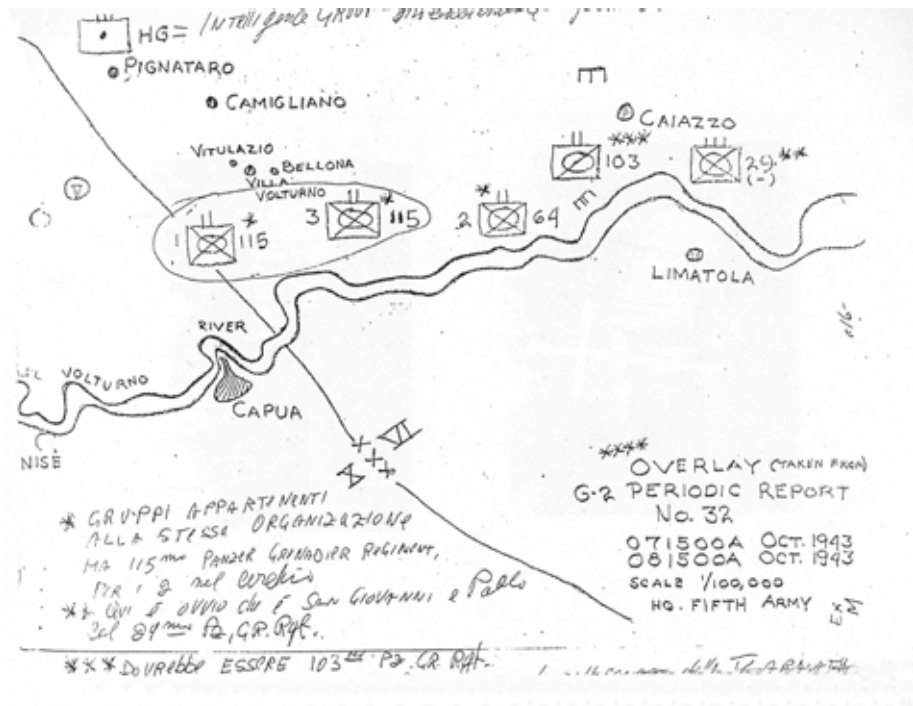 HG = Intelligence GROUP
PIGNATARO
CAMIGLIANO
CAIAZZO
VITULAZIO
BELLONA
VILLA
VOLTURNO
***
103
29 **
(-)
*
1 115
*
3 115
*
2 64
LIMATOLA
RIVER
VOLTURNO
CAPUA
VI
NISE
****
OVERLAY (TAKEN FROM)
G-2 PERIODIC REPORT
No. 32
071500A OCT. 1943
081500A OCT. 1943
SCALE 1/100,000
HQ. FIFTH ARMY
* GRUPPI APPARTENENTI
ALLA STESSA ORGANIZAZIONE
MA 115mo PANZER GRENADIER REGIMENT,
** QUI È OVVIO che È SAN GIOVANNI e Pallo
del 29mo Pz. GR. Rgt.
*** DOVREBBE ESSERE 103 Pz. GR Rgt.